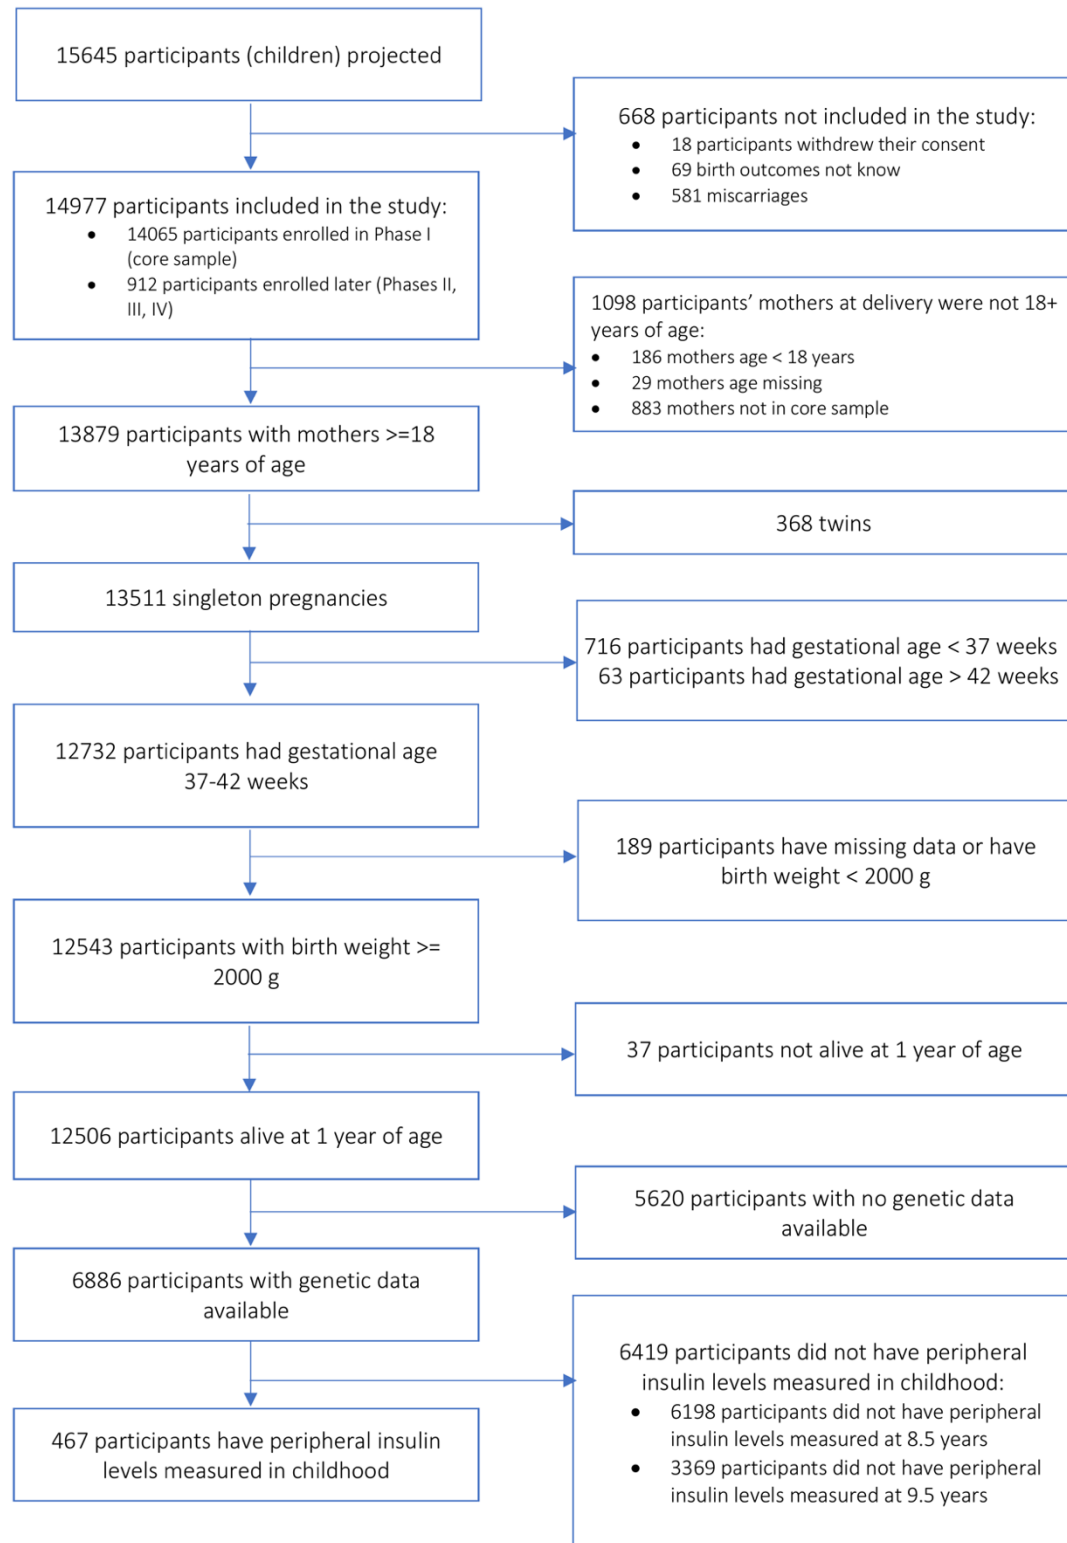 15645 participants (children) projected
668 participants not included in the study:
• 18 participants withdrew their consent
• 69 birth outcomes not know
• 581 miscarriages
14977 participants included in the study:
• 14065 participants enrolled in Phase I
(core sample)
• 912 participants enrolled later (Phases II,
III, IV)
1098 participants’ mothers at delivery were not 18+
years of age:
• 186 mothers age < 18 years
• 29 mothers age missing
• 883 mothers not in core sample
13879 participants with mothers >=18
years of age
368 twins
13511 singleton pregnancies
716 participants had gestational age < 37 weeks
63 participants had gestational age > 42 weeks
12732 participants had gestational age
37-42 weeks
189 participants have missing data or have
birth weight < 2000 g
12543 participants with birth weight >=
2000 g
37 participants not alive at 1 year of age
12506 participants alive at 1 year of age
5620 participants with no genetic data
available
6886 participants with genetic data
available
6419 participants did not have peripheral
insulin levels measured in childhood:
• 6198 participants did not have peripheral
insulin levels measured at 8.5 years
• 3369 participants did not have peripheral
insulin levels measured at 9.5 years
467 participants have peripheral insulin
levels measured in childhood